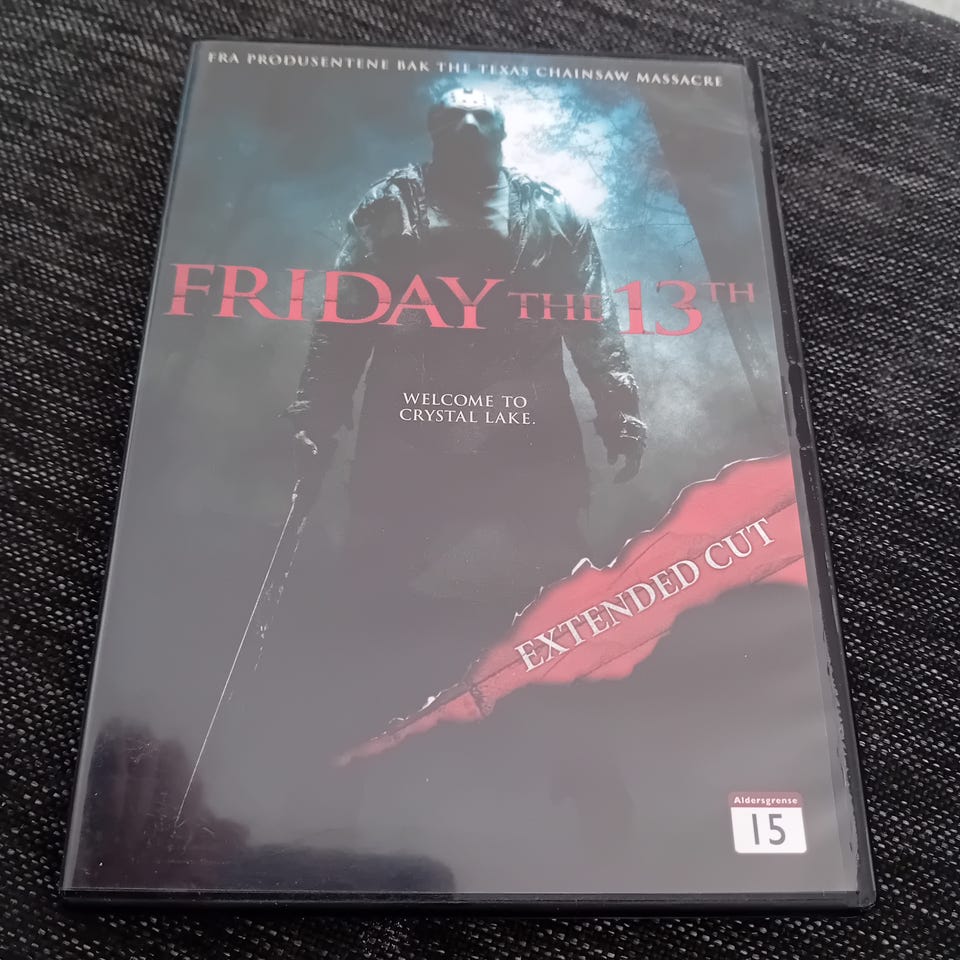 FRA PRODUSENTENE BAK THE TEXAS CHAINSAW MASSACRE
FRIDAY THE 13TH
WELCOME TO
CRYSTAL LAKE.
EXTENDED CUT
Aldersgrense
15